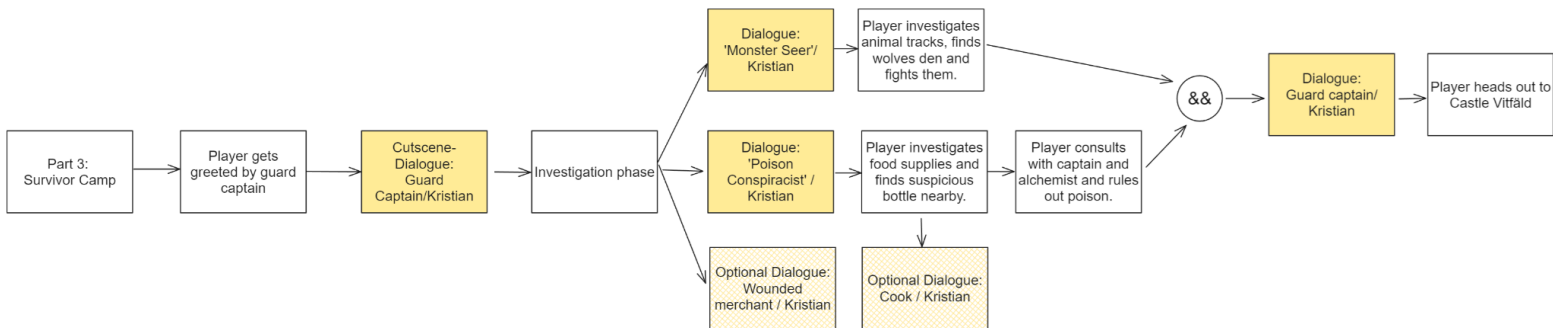 Part 3:
Survivor Camp
Player gets
greeted by guard
captain
Cutscene-
Dialogue:
Guard
Captain/Kristian
Investigation phase
Dialogue:
'Monster Seer'/
Kristian
Player investigates
animal tracks, finds
wolves den and
fights them.
Dialogue:
'Poison
Conspiracist' /
Kristian
Player investigates
food supplies and
finds suspicious
bottle nearby.
Player consults
with captain and
alchemist and rules
out poison.
Optional Dialogue:
Wounded
merchant / Kristian
Optional Dialogue:
Cook / Kristian
&&
Dialogue:
Guard captain/
Kristian
Player heads out to
Castle Vitfäld